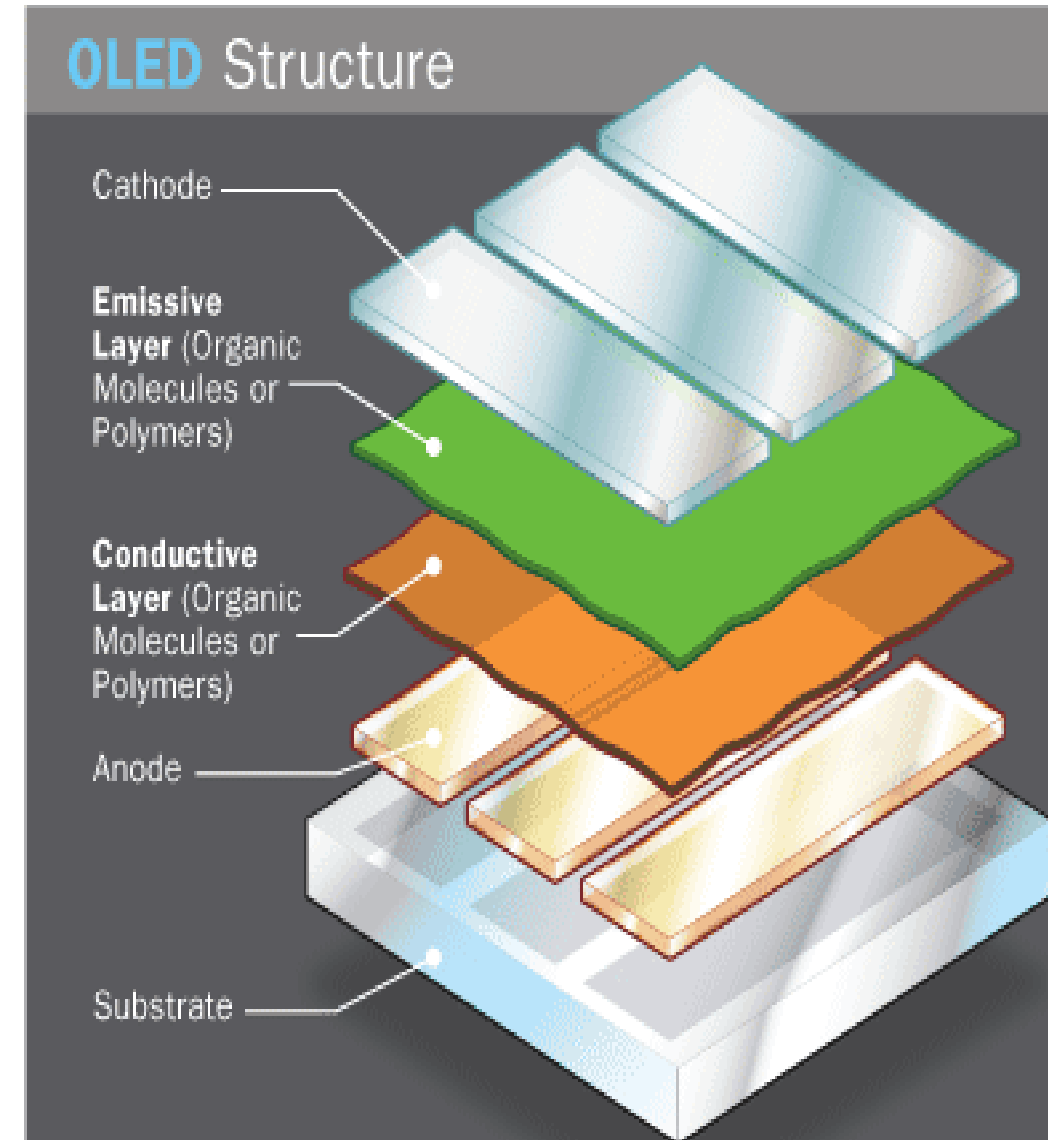 OLED Structure
Cathode
Emissive
Layer (Organic
Molecules or
Polymers)
Conductive
Layer (Organic
Molecules or
Polymers)
Anode
Substrate